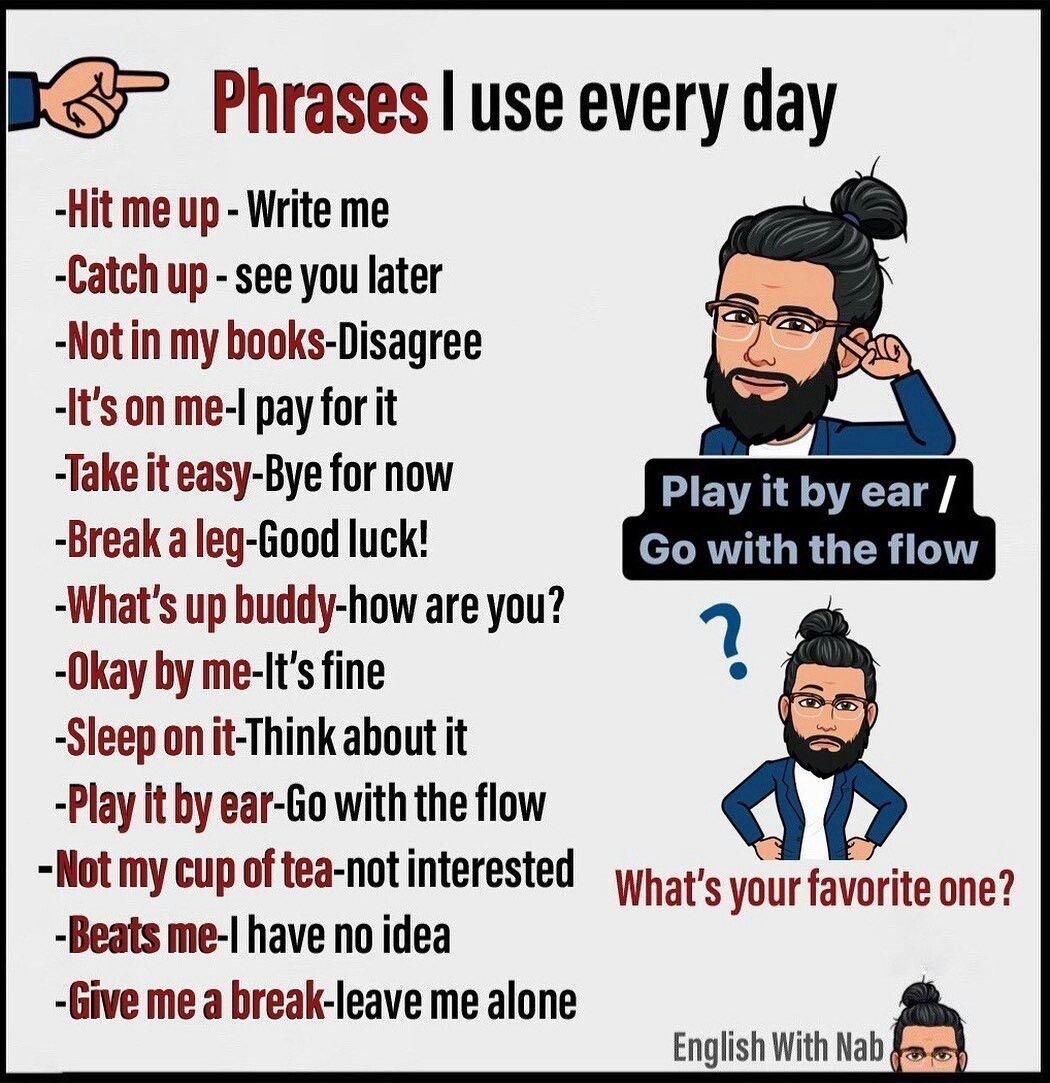 Phrases I use every day
-Hit me up - Write me
-Catch up - see you later
-Not in my books-Disagree
-It's on me-I pay for it
-Take it easy-Bye for now
-Break a leg-Good luck!
-What's up buddy-how are you?
-Okay by me-It's fine
-Sleep on it-Think about it
-Play it by ear-Go with the flow
-Not my cup of tea-not interested
-Beats me-I have no idea
-Give me a break-leave me alone
Play it by ear /
Go with the flow
?
What's your favorite one?
English With Nab